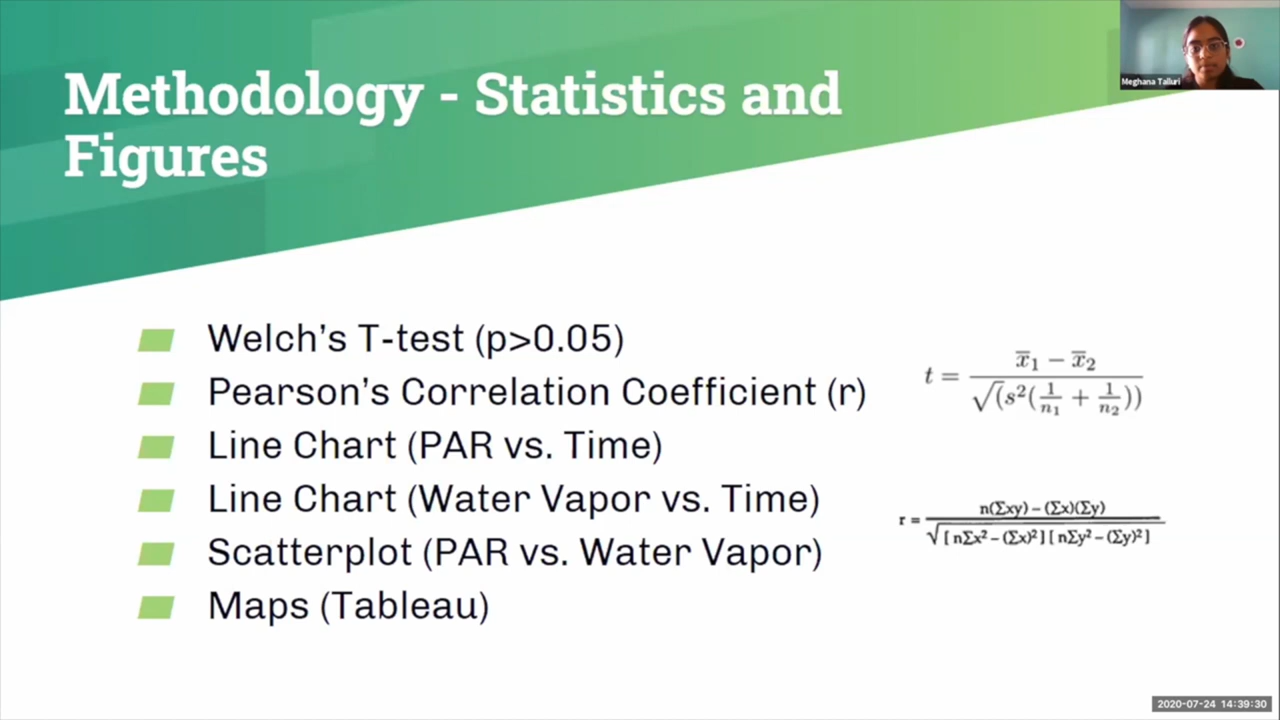 Methodology - Statistics and
Figures
Meghana Talluri
Welch's T-test (p>0.05)
Pearson's Correlation Coefficient (r)
Line Chart (PAR vs. Time)
Line Chart (Water Vapor vs. Time)
Scatterplot (PAR vs. Water Vapor)
Maps (Tableau)
t = x̅₁ − x̅₂ / √(s²(1/n₁ + 1/n₂))
r = n(Σxy) − (Σx)(Σy) / √[ nΣx² − (Σx)² ] [ nΣy² − (Σy)² ]
2020-07-24 14:39:30